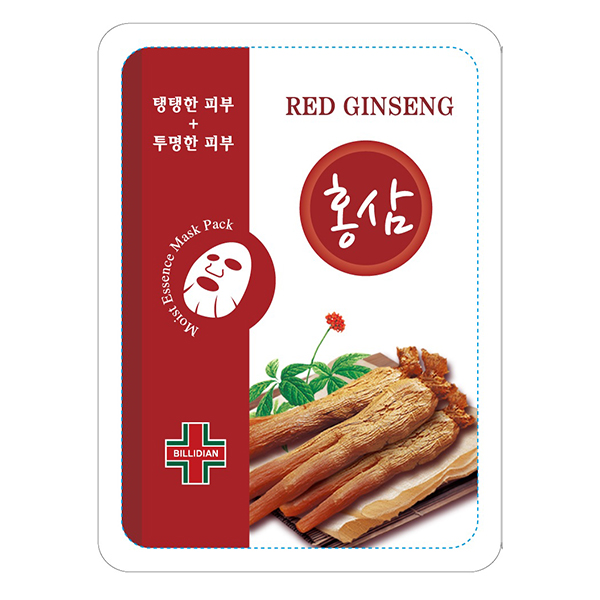 탱탱한 피부
+
투명한 피부
Moist Essence Mask Pack
BILLIDIAN
RED GINSENG
홍삼